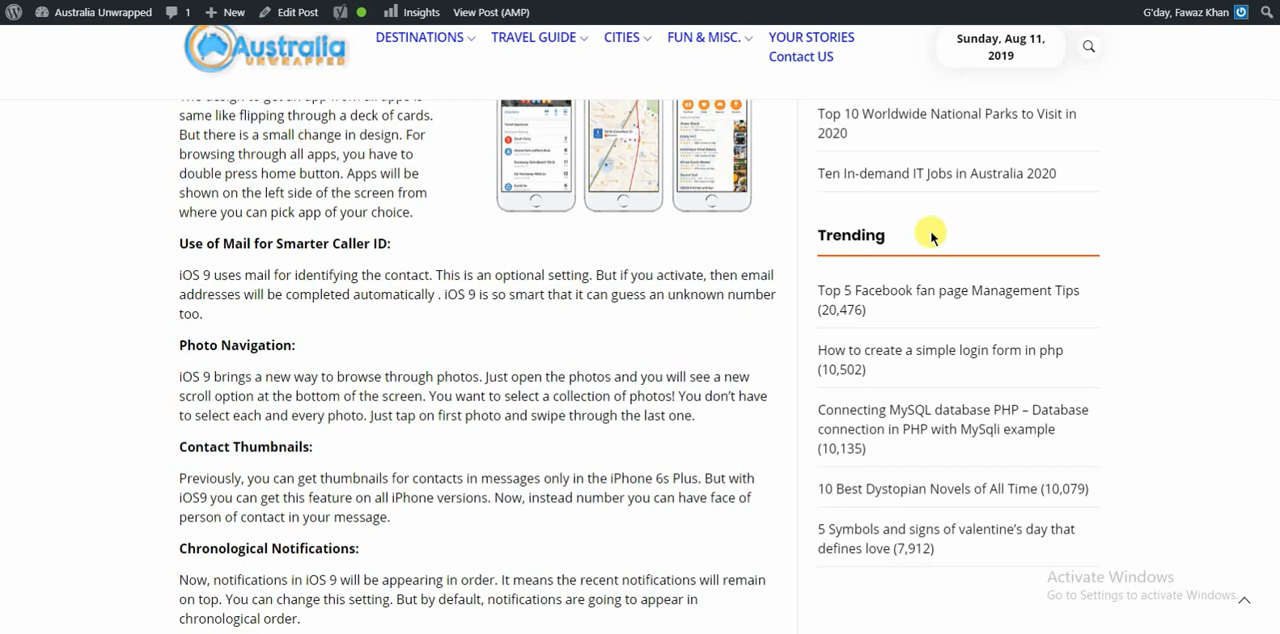 Australia Unwrapped 1 New Edit Post Insights View Post (AMP) G'day, Fawaz Khan
Australia
UNWRAPPED
DESTINATIONS TRAVEL GUIDE CITIES FUN & MISC. YOUR STORIES
Contact US
Sunday, Aug 11,
2019
The design to get an app from all apps is
same like flipping through a deck of cards.
But there is a small change in design. For
browsing through all apps, you have to
double press home button. Apps will be
shown on the left side of the screen from
where you can pick app of your choice.
Use of Mail for Smarter Caller ID:
iOS 9 uses mail for identifying the contact. This is an optional setting. But if you activate, then email
addresses will be completed automatically . iOS 9 is so smart that it can guess an unknown number
too.
Photo Navigation:
iOS 9 brings a new way to browse through photos. Just open the photos and you will see a new
scroll option at the bottom of the screen. You want to select a collection of photos! You don’t have
to select each and every photo. Just tap on first photo and swipe through the last one.
Contact Thumbnails:
Previously, you can get thumbnails for contacts in messages only in the iPhone 6s Plus. But with
iOS9 you can get this feature on all iPhone versions. Now, instead number you can have face of
person of contact in your message.
Chronological Notifications:
Now, notifications in iOS 9 will be appearing in order. It means the recent notifications will remain
on top. You can change this setting. But by default, notifications are going to appear in
chronological order.
Top 10 Worldwide National Parks to Visit in
2020
Ten In-demand IT Jobs in Australia 2020
Trending
Top 5 Facebook fan page Management Tips
(20,476)
How to create a simple login form in php
(10,502)
Connecting MySQL database PHP – Database
connection in PHP with MySqli example
(10,135)
10 Best Dystopian Novels of All Time (10,079)
5 Symbols and signs of valentine’s day that
defines love (7,912)
Activate Windows
Go to Settings to activate Windows.